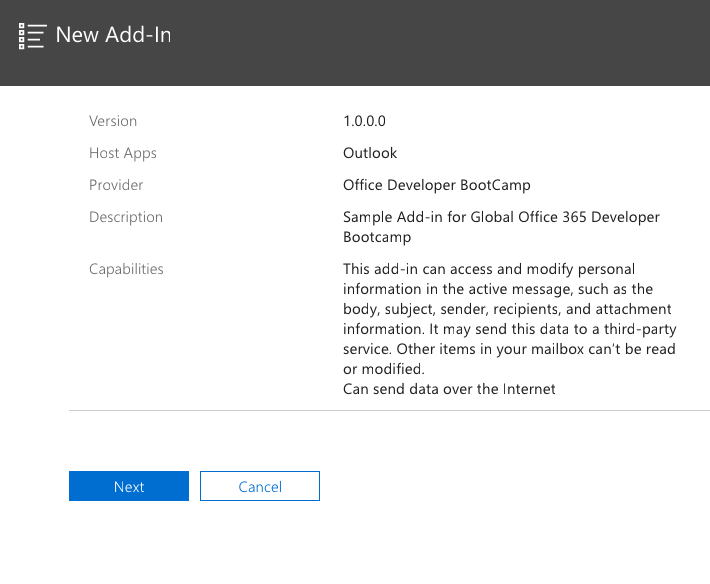 New Add-In
Version 1.0.0.0
Host Apps Outlook
Provider Office Developer BootCamp
Description Sample Add-in for Global Office 365 Developer
Bootcamp
Capabilities This add-in can access and modify personal
information in the active message, such as the
body, subject, sender, recipients, and attachment
information. It may send this data to a third-party
service. Other items in your mailbox can't be read
or modified.
Can send data over the Internet
Next Cancel